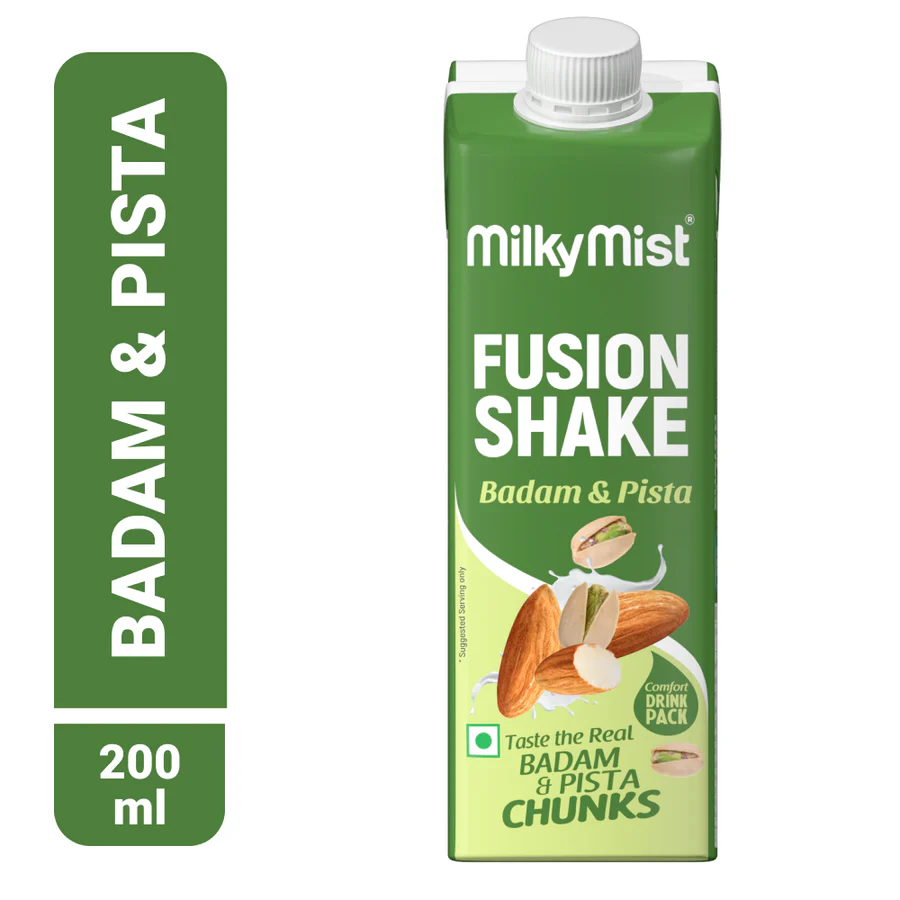 BADAM & PISTA
200
ml
MilkyMist®
FUSION
SHAKE
Badam & Pista
* Suggested Serving only
Comfort
DRINK
PACK
Taste the Real
BADAM
& PISTA
CHUNKS